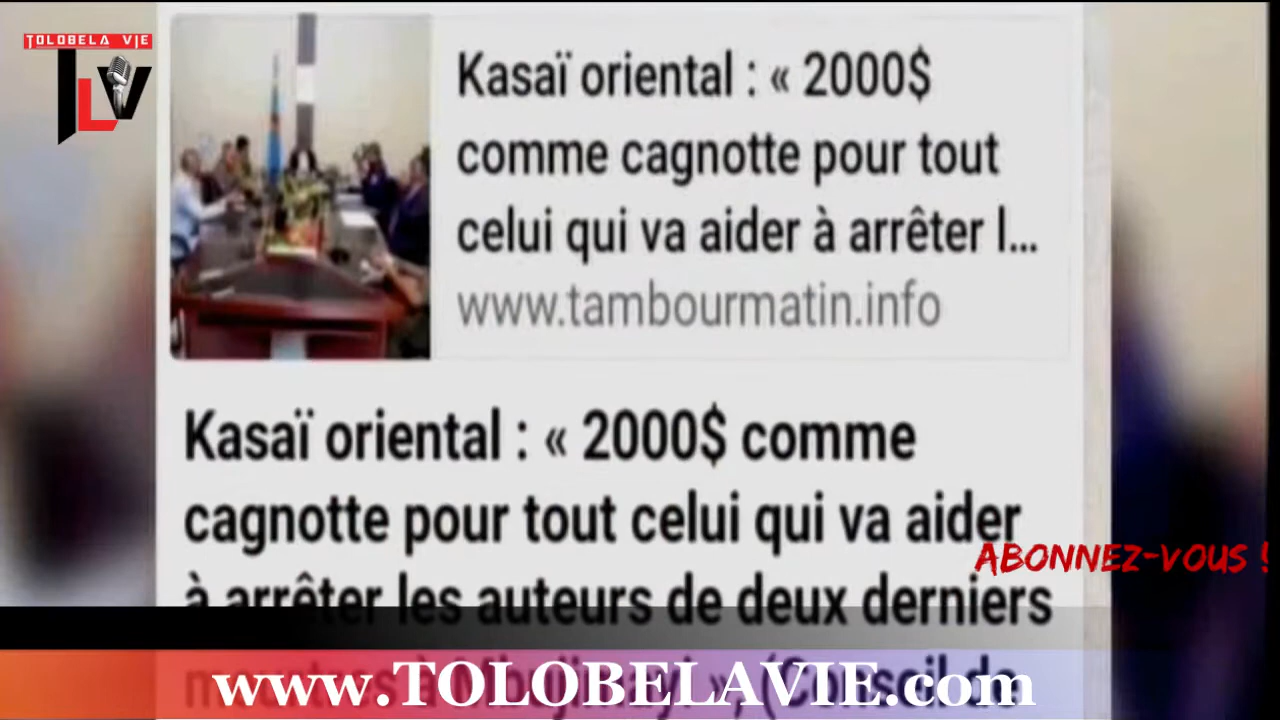 TOLOBELA VIE
TLV
Kasaï oriental : « 2000$
comme cagnotte pour tout
celui qui va aider à arrêter l...
www.tambourmatin.info
Kasaï oriental : « 2000$ comme
cagnotte pour tout celui qui va aider
à arrêter les auteurs de deux derniers
ABONNEZ-VOUS !
www.TOLOBELAVIE.com